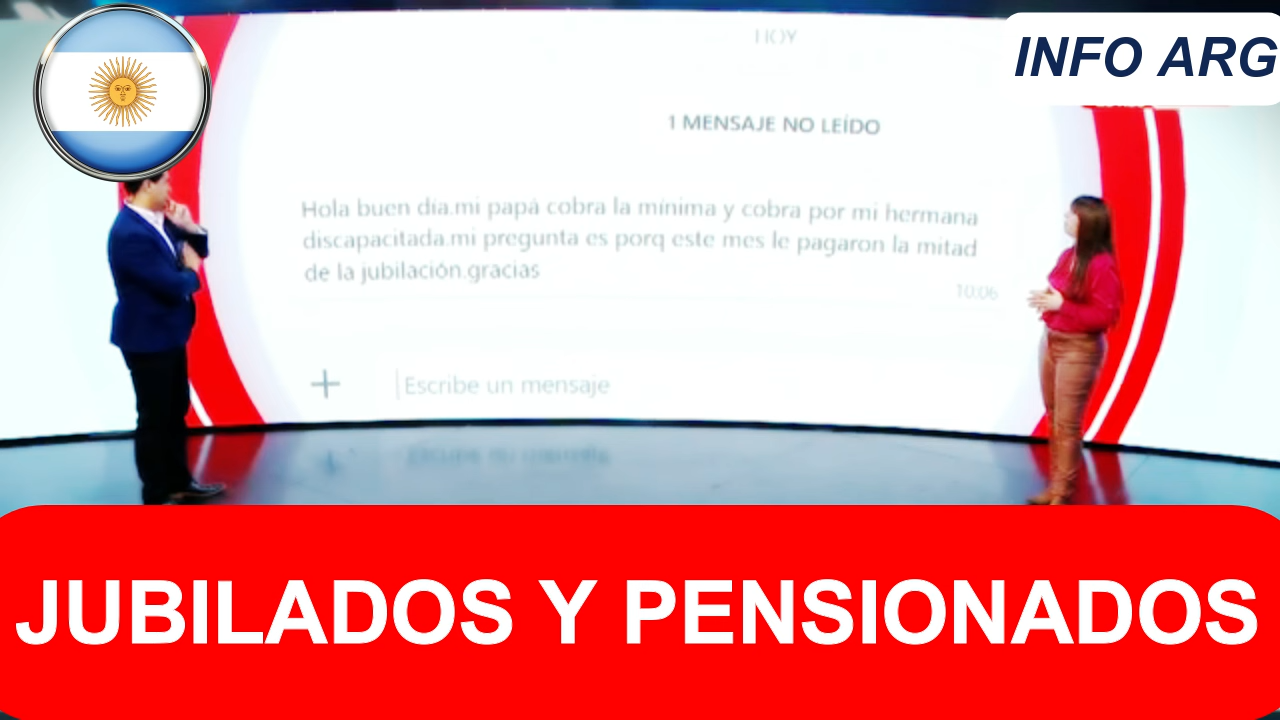 HOY
INFO ARG
1 MENSAJE NO LEÍDO
Hola buen día.mi papá cobra la mínima y cobra por mi hermana
discapacitada.mi pregunta es porq este mes le pagaron la mitad
de la jubilación.gracias
10:06
Escribe un mensaje
JUBILADOS Y PENSIONADOS